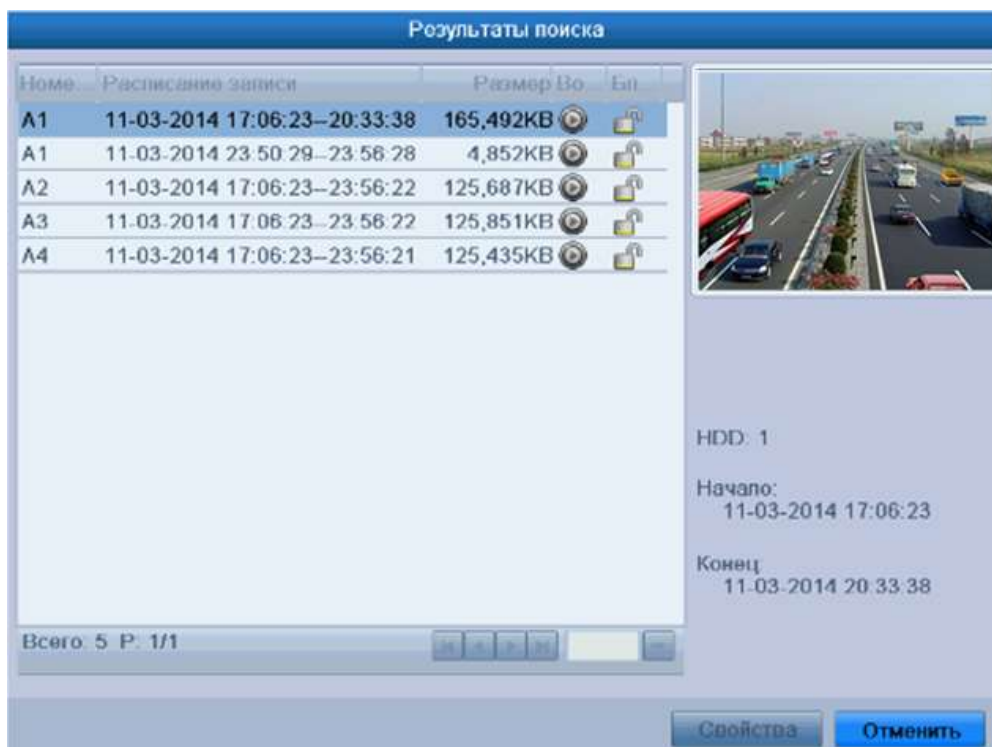 Результаты поиска
Номе... Расписание записи Размер Во... Бл...
A1 11-03-2014 17:06:23--20:33:38 165,492KB
A1 11-03-2014 23:50:29--23:56:28 4,852KB
A2 11-03-2014 17:06:23--23:56:22 125,687KB
A3 11-03-2014 17:06:23--23:56:22 125,851KB
A4 11-03-2014 17:06:23--23:56:21 125,435KB
HDD: 1
Начало:
11-03-2014 17:06:23
Конец:
11-03-2014 20:33:38
Всего: 5 P: 1/1
Свойства Отменить